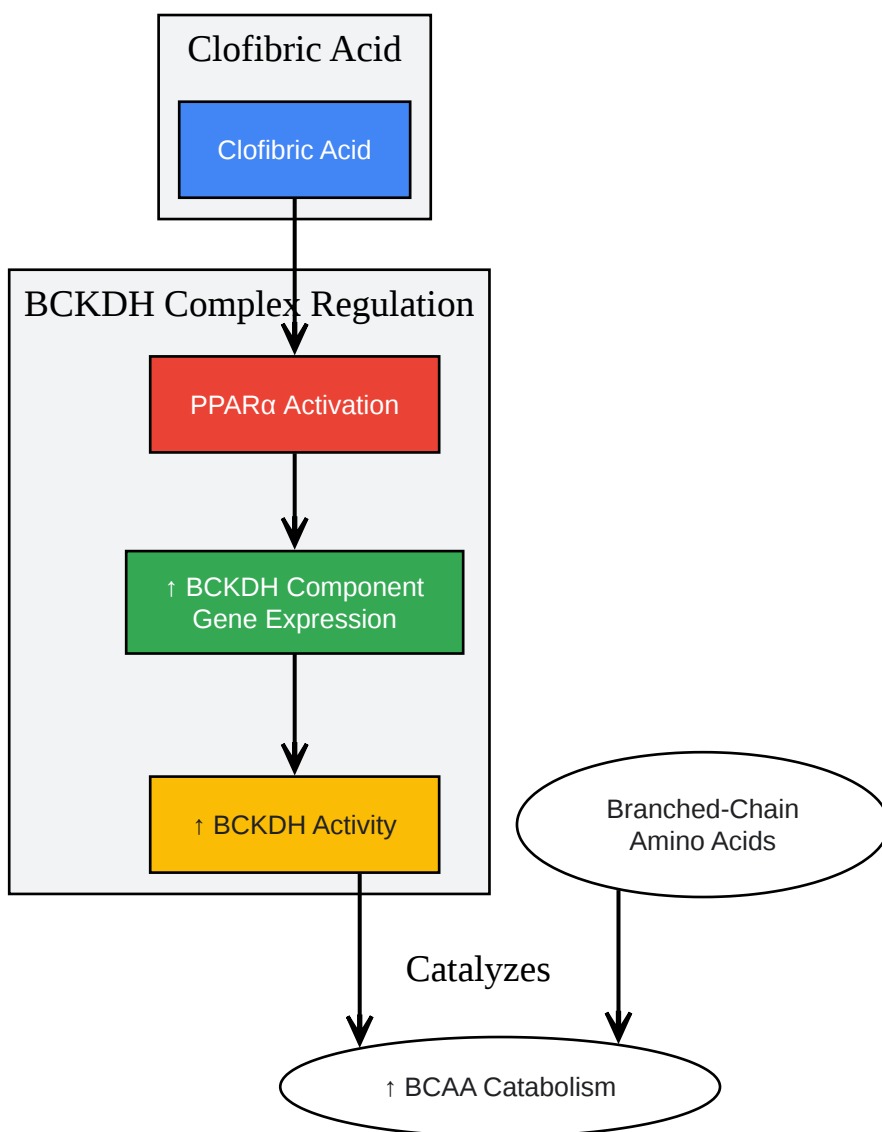 Clofibric Acid
Clofibric Acid
BCKDH Complex Regulation
PPARα Activation
↑ BCKDH Component
Gene Expression
↑ BCKDH Activity
Branched-Chain
Amino Acids
Catalyzes
↑ BCAA Catabolism